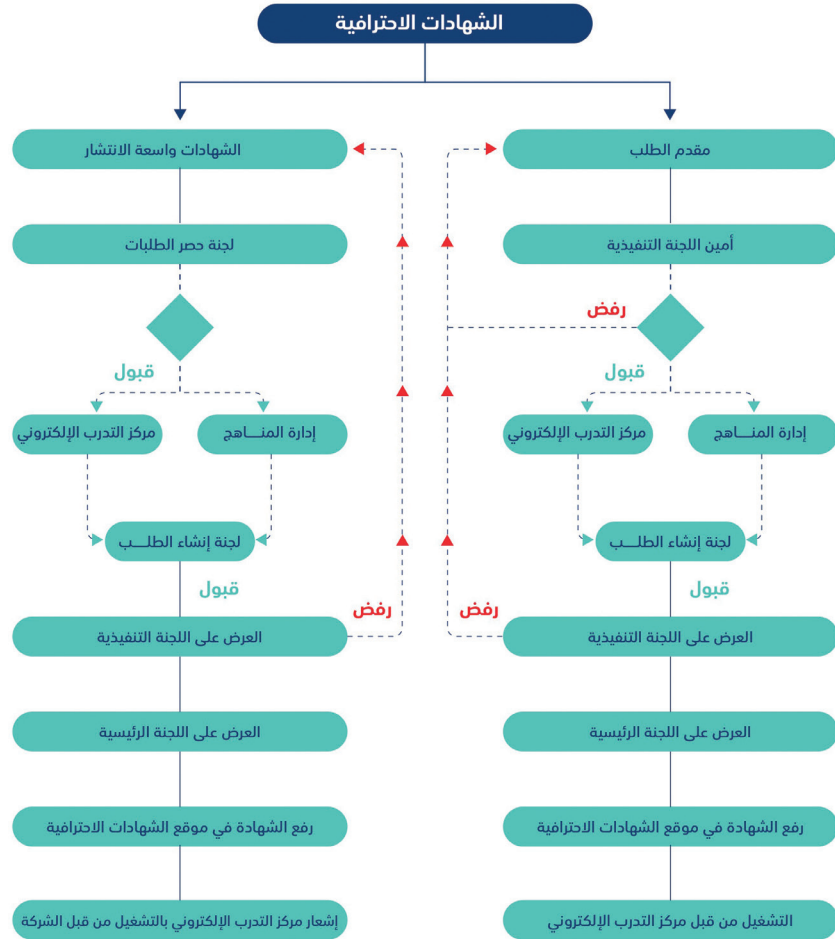 الشهادات الاحترافية
مقدم الطلب
الشهادات واسعة الانتشار
أمين اللجنة التنفيذية
لجنة حصر الطلبات
رفض
قبول
قبول
إدارة المنـــاهج
مركز التدرب الإلكتروني
إدارة المنـــاهج
مركز التدرب الإلكتروني
لجنة إنشاء الطلـــب
لجنة إنشاء الطلـــب
قبول
قبول
رفض
رفض
العرض على اللجنة التنفيذية
العرض على اللجنة التنفيذية
العرض على اللجنة الرئيسية
العرض على اللجنة الرئيسية
رفع الشهادة في موقع الشهادات الاحترافية
رفع الشهادة في موقع الشهادات الاحترافية
التشغيل من قبل مركز التدرب الإلكتروني
إشعار مركز التدرب الإلكتروني بالتشغيل من قبل الشركة